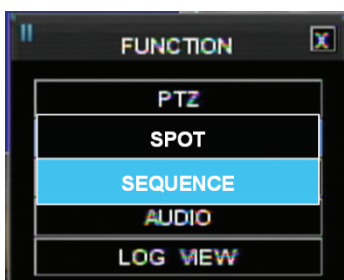 FUNCTION X
PTZ
SPOT
SEQUENCE
AUDIO
LOG VIEW